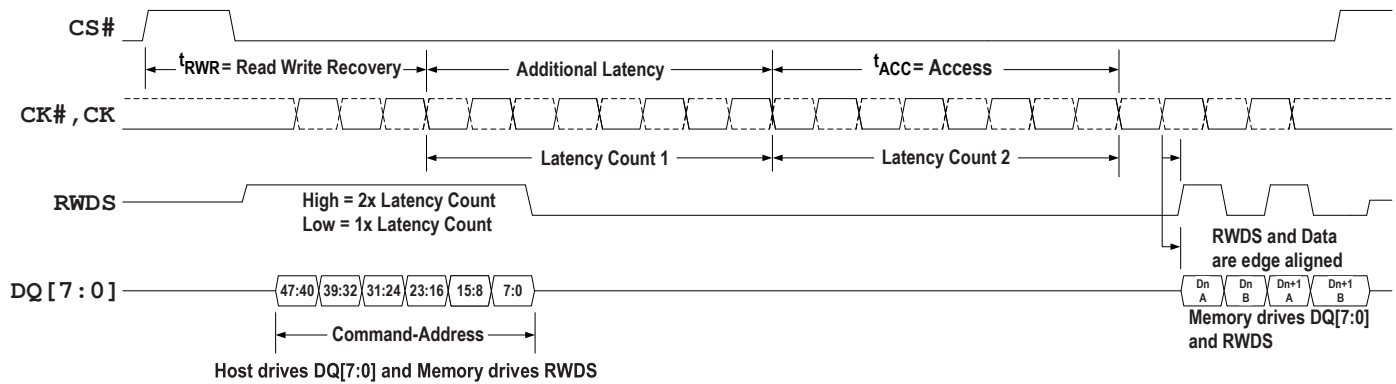 CS#
tRWR= Read Write Recovery
Additional Latency
tACC= Access
CK#,CK
Latency Count 1
Latency Count 2
RWDS
High = 2x Latency Count
Low = 1x Latency Count
RWDS and Data
are edge aligned
DQ[7:0]
47:40 39:32 31:24 23:16 15:8 7:0
Dn A
Dn B
Dn+1 A
Dn+1 B
Command-Address
Memory drives DQ[7:0]
and RWDS
Host drives DQ[7:0] and Memory drives RWDS